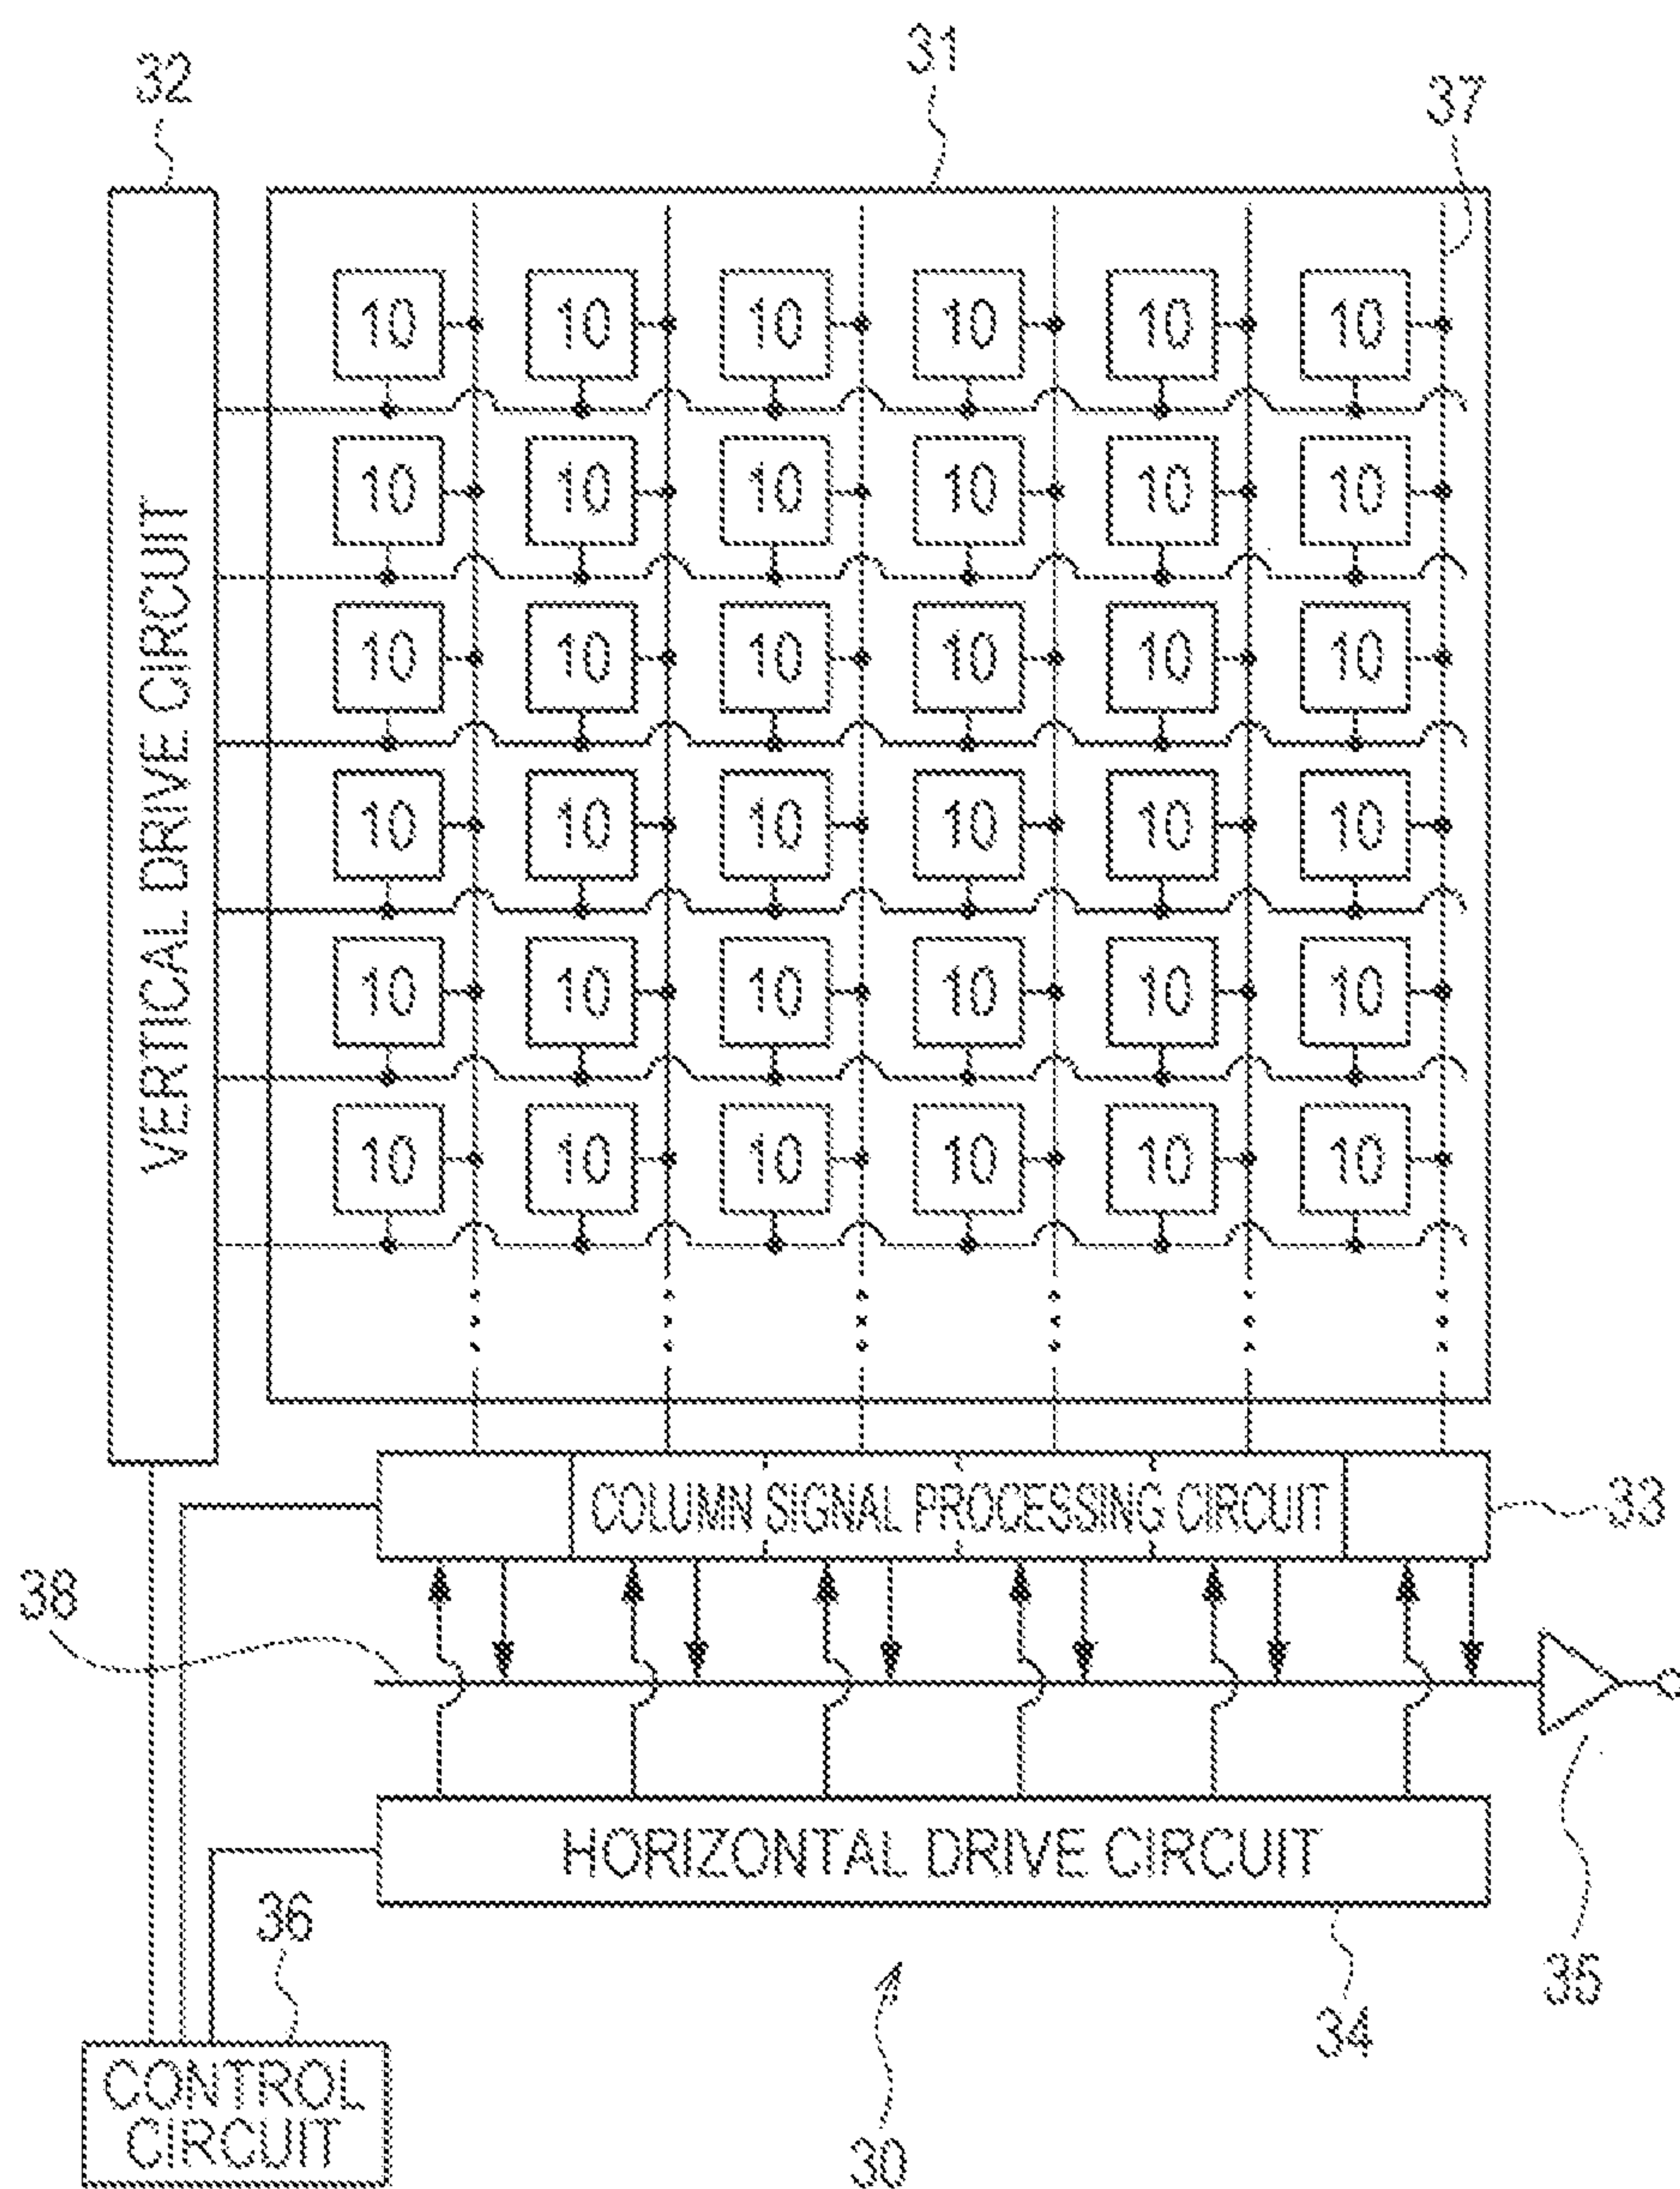 31
32
37
10 10 10 10 10 10
10 10 10 10 10 10
10 10 10 10 10 10
10 10 10 10 10 10
10 10 10 10 10 10
10 10 10 10 10 10
VERTICAL DRIVE CIRCUIT
COLUMN SIGNAL PROCESSING CIRCUIT
33
38
HORIZONTAL DRIVE CIRCUIT
36
35
34
CONTROL
CIRCUIT
30